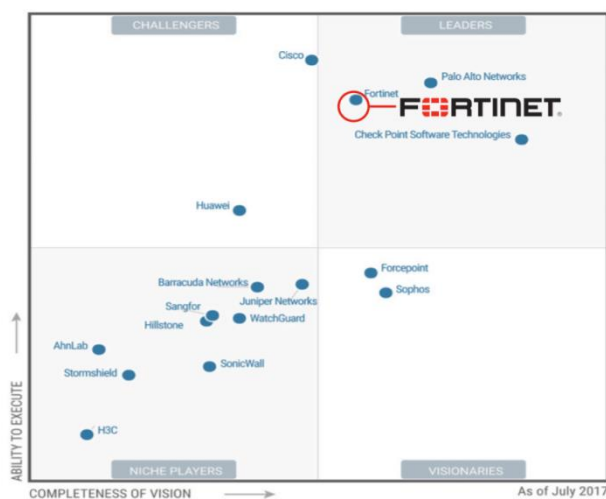 CHALLENGERS
LEADERS
Cisco
Palo Alto Networks
Fortinet
FORTINET®
Check Point Software Technologies
Huawei
Forcepoint
Barracuda Networks
Sophos
Juniper Networks
Sangfor
Hillstone
WatchGuard
AhnLab
SonicWall
Stormshield
H3C
NICHE PLAYERS
VISIONARIES
ABILITY TO EXECUTE
COMPLETENESS OF VISION
As of July 2017